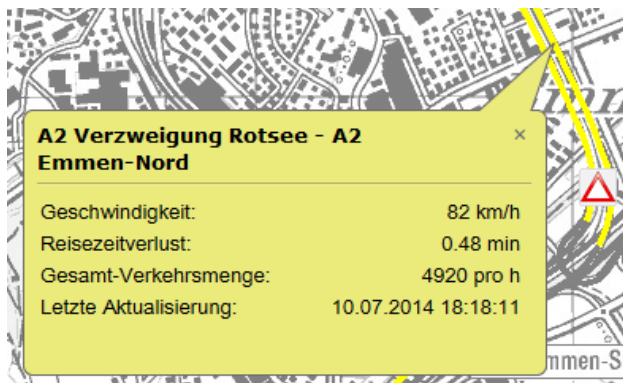 A2 Verzweigung Rotsee - A2
Emmen-Nord
×
Geschwindigkeit: 82 km/h
Reisezeitverlust: 0.48 min
Gesamt-Verkehrsmenge: 4920 pro h
Letzte Aktualisierung: 10.07.2014 18:18:11
mmen-S